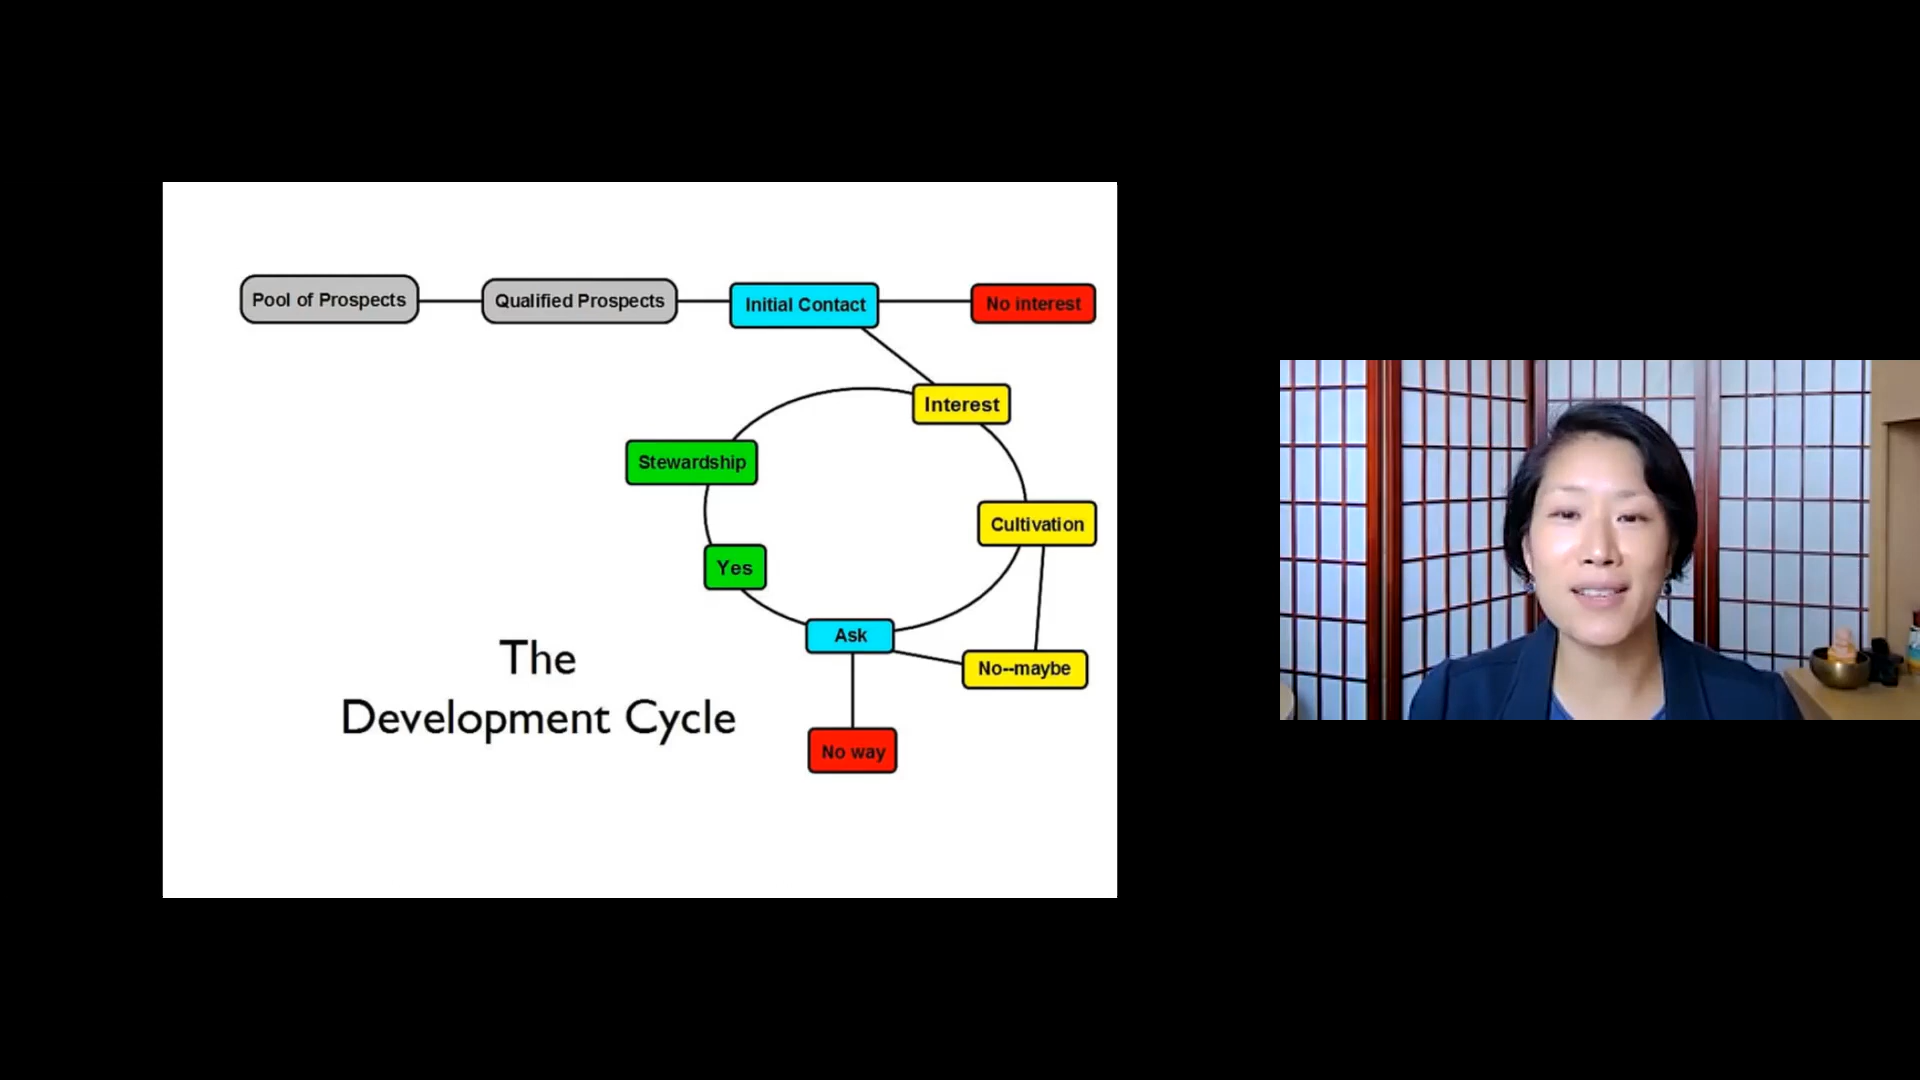 Pool of Prospects
Qualified Prospects
Initial Contact
No interest
Interest
Stewardship
Cultivation
Yes
Ask
No--maybe
The
Development Cycle
No way